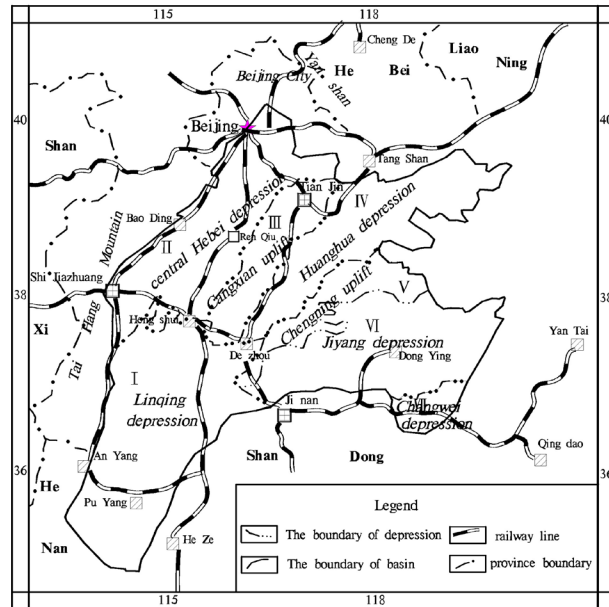 115 118
Cheng De
Liao
He
Ning
Bei
Yan shan
Beijing City
40 40
Beijing
Shan
Tang Shan
Tian Jin
IV
III
Bao Ding
II
Ren Qiu
central Hebei depression
Cangxian uplift
Huanghua depression
Chengning uplift
Mountain
Shi Jiazhuang
V
38 38
Hang
Heng shui
Xi
VI
Jiyang depression
Yan Tai
De zhou
Dong Ying
Tai
I
Linqing
depression
Ji nan
VII
Changwei
depression
Shan Dong
Qing dao
An Yang
36 36
He
Pu Yang
Nan
He Ze
Legend
The boundary of depression
railway line
The boundary of basin
province boundary
115 118